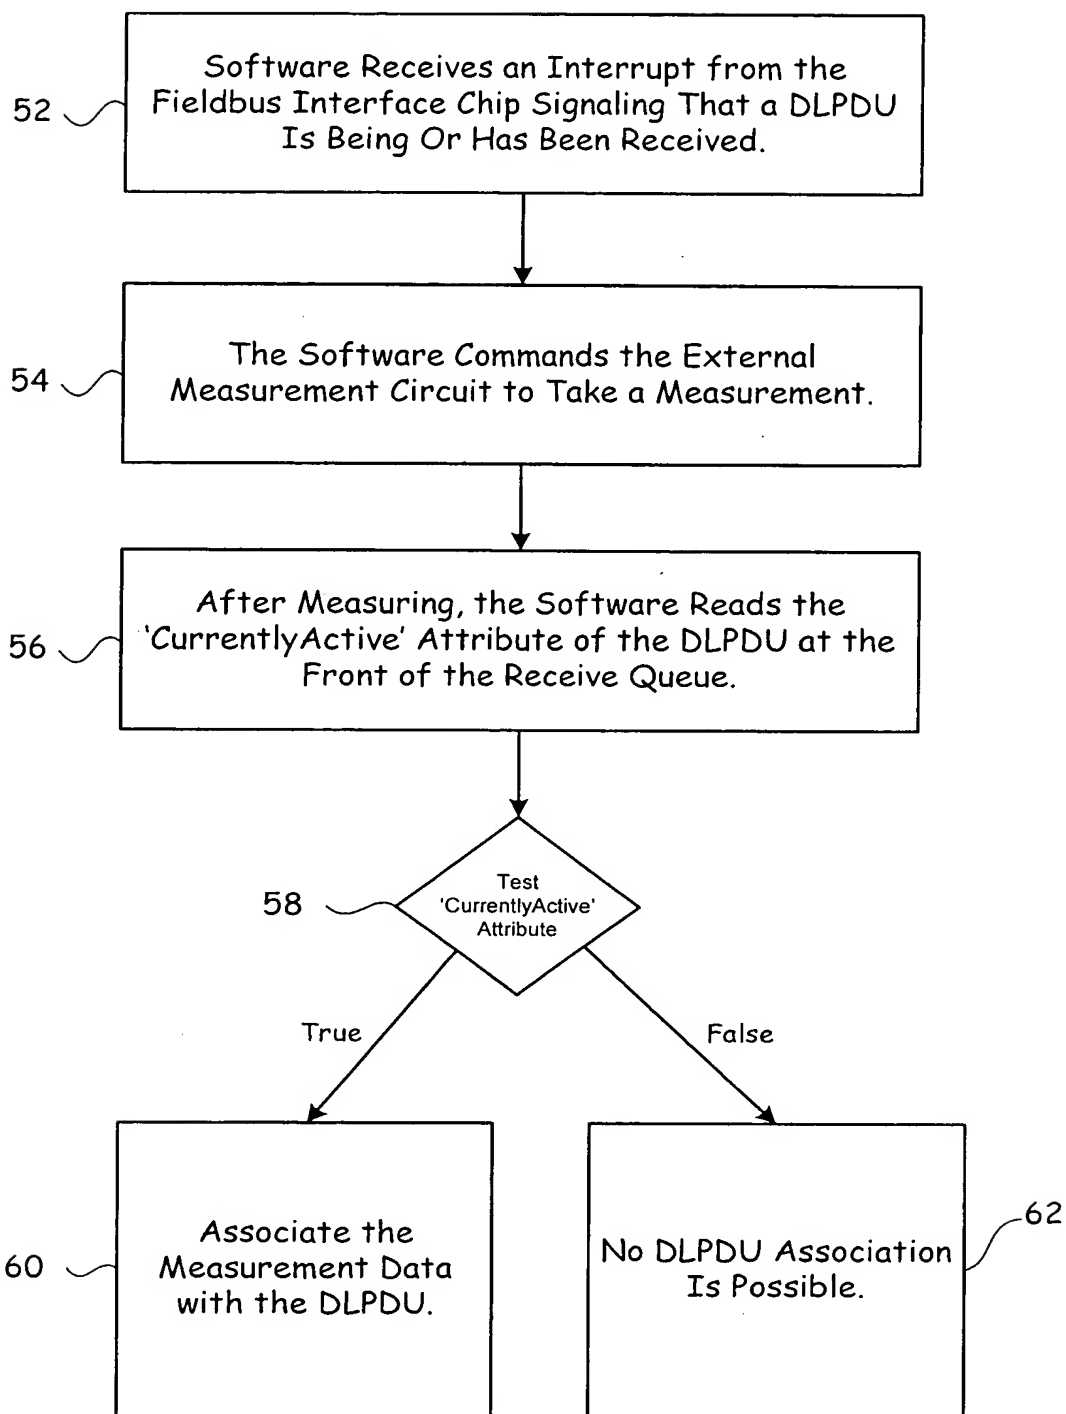 52
Software Receives an Interrupt from the
Fieldbus Interface Chip Signaling That a DLPDU
Is Being Or Has Been Received.
54
The Software Commands the External
Measurement Circuit to Take a Measurement.
56
After Measuring, the Software Reads the
'CurrentlyActive' Attribute of the DLPDU at the
Front of the Receive Queue.
58
Test
'CurrentlyActive'
Attribute
True
False
60
Associate the
Measurement Data
with the DLPDU.
62
No DLPDU Association
Is Possible.